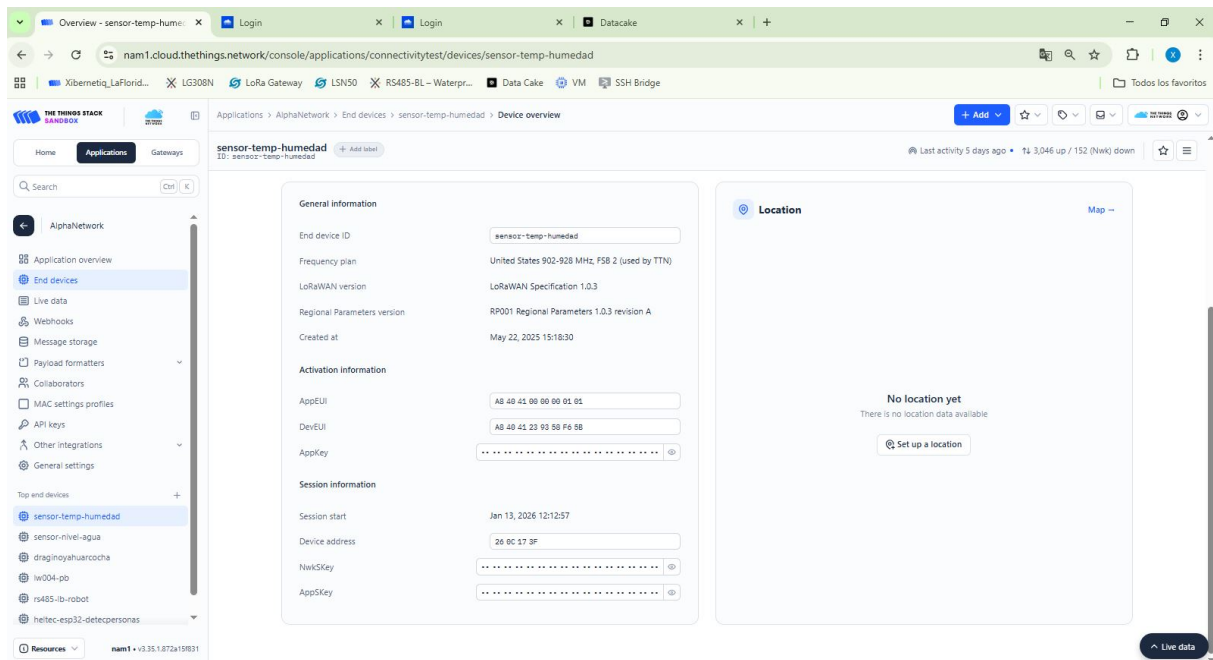 Overview - sensor-temp-humec
Login
Login
Datacake
nam1.cloud.thethings.network/console/applications/connectivitytest/devices/sensor-temp-humedad
X
Xibernetiq_LaFlorid...
LG308N
LoRa Gateway
LSN50
RS485-BL – Waterpr...
Data Cake
VM
SSH Bridge
Todos los favoritos
THE THINGS STACK
SANDBOX
Applications > AlphaNetwork > End devices > sensor-temp-humedad > Device overview
+ Add
Home
Applications
Gateways
sensor-temp-humedad
+ Add label
ID: sensor-temp-humedad
Last activity 5 days ago • 3,046 up / 152 (Nwk) down
Search
Ctrl
K
AlphaNetwork
Application overview
End devices
Live data
Webhooks
Message storage
Payload formatters
Collaborators
MAC settings profiles
API keys
Other integrations
General settings
Top end devices
sensor-temp-humedad
sensor-nivel-agua
draginoyahuarcocha
lw004-pb
rs485-lb-robot
heltec-esp32-detecpersonas
Resources
nam1 • v3.35.1.872a15f831
General information
End device ID
sensor-temp-humedad
Frequency plan
United States 902-928 MHz, FSB 2 (used by TTN)
LoRaWAN version
LoRaWAN Specification 1.0.3
Regional Parameters version
RP001 Regional Parameters 1.0.3 revision A
Created at
May 22, 2025 15:18:30
Activation information
AppEUI
A8 40 41 00 00 00 01 01
DevEUI
A8 40 41 23 93 58 F6 5B
AppKey
Session information
Session start
Jan 13, 2026 12:12:57
Device address
26 0C 17 3F
NwkSKey
AppSKey
Location
Map →
No location yet
There is no location data available
Set up a location
Live data